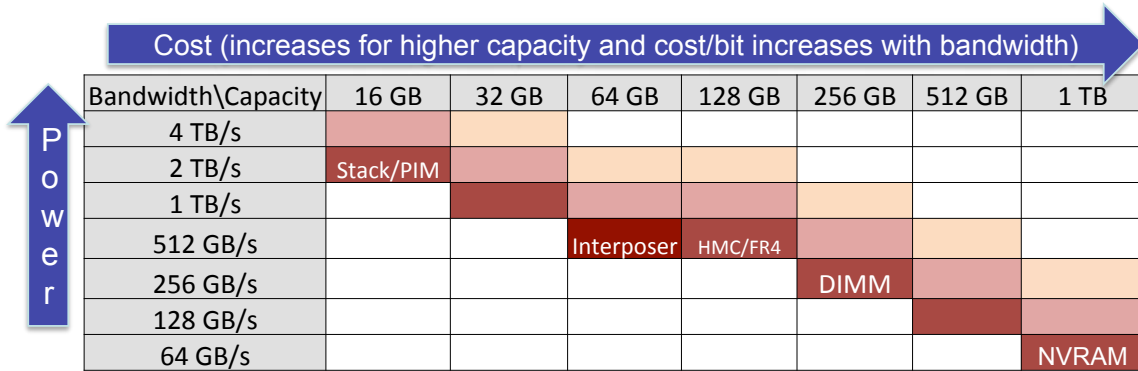 Cost (increases for higher capacity and cost/bit increases with bandwidth)
Power
Bandwidth\Capacity 16 GB 32 GB 64 GB 128 GB 256 GB 512 GB 1 TB
4 TB/s
2 TB/s Stack/PIM
1 TB/s
512 GB/s Interposer HMC/FR4
256 GB/s DIMM
128 GB/s
64 GB/s NVRAM